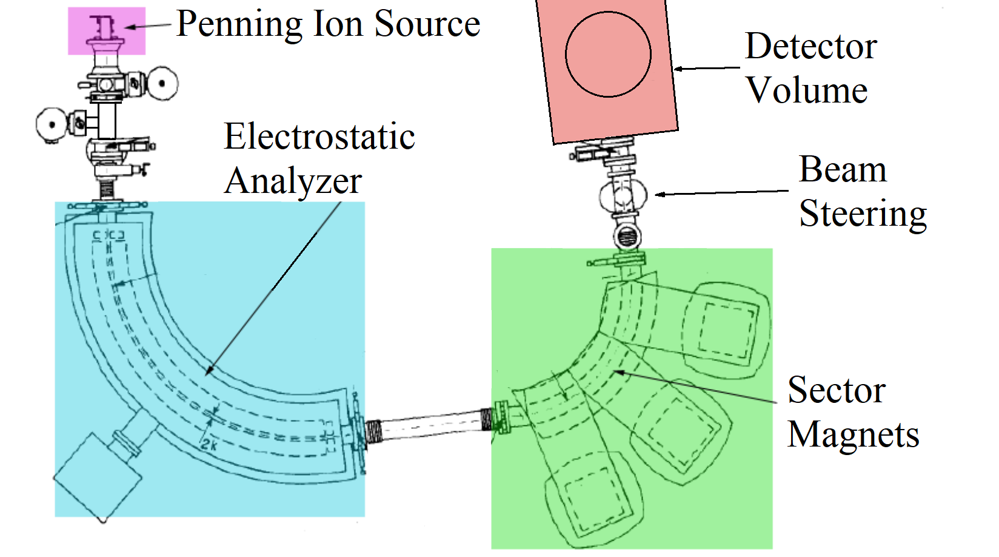 Penning Ion Source
Detector
Volume
Electrostatic
Analyzer
Beam
Steering
Sector
Magnets
2k